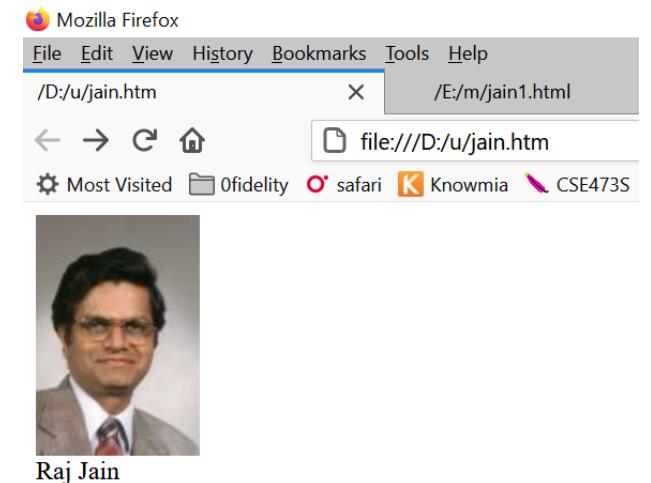 Mozilla Firefox
File Edit View History Bookmarks Tools Help
/D:/u/jain.htm /E:/m/jain1.html
file:///D:/u/jain.htm
Most Visited 0fidelity safari Knowmia CSE473S
Raj Jain